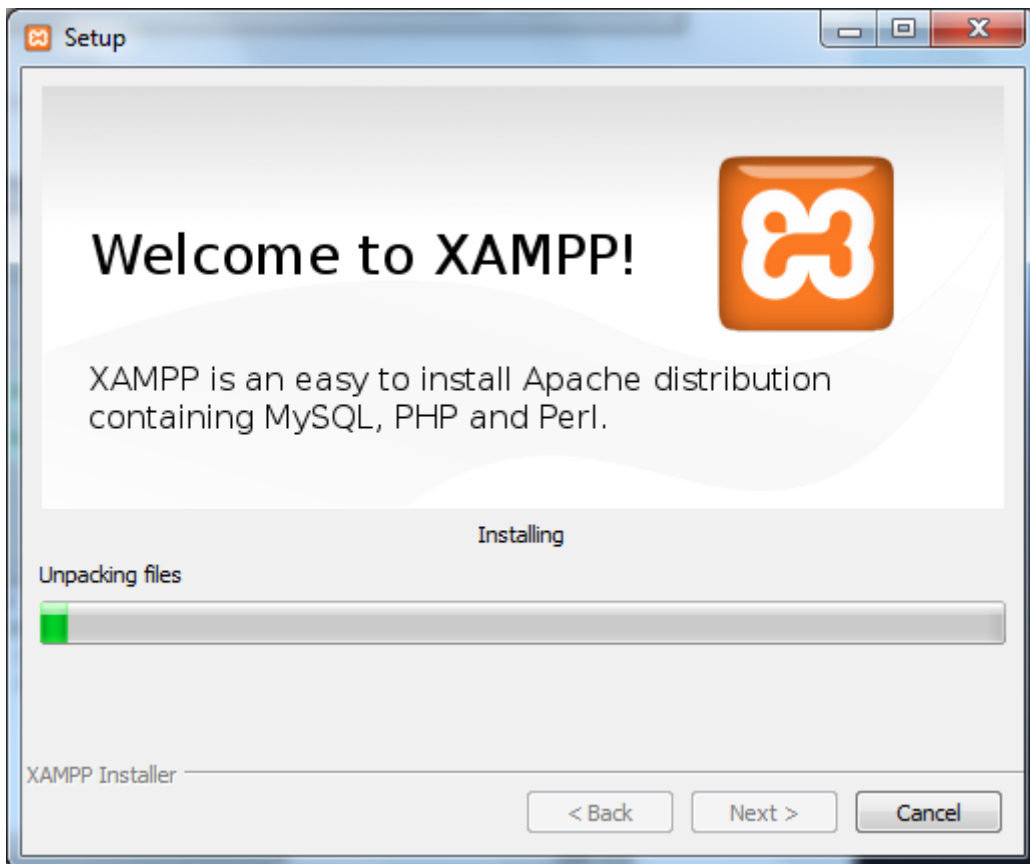 Setup
Welcome to XAMPP!
XAMPP is an easy to install Apache distribution
containing MySQL, PHP and Perl.
Installing
Unpacking files
XAMPP Installer
< Back
Next >
Cancel